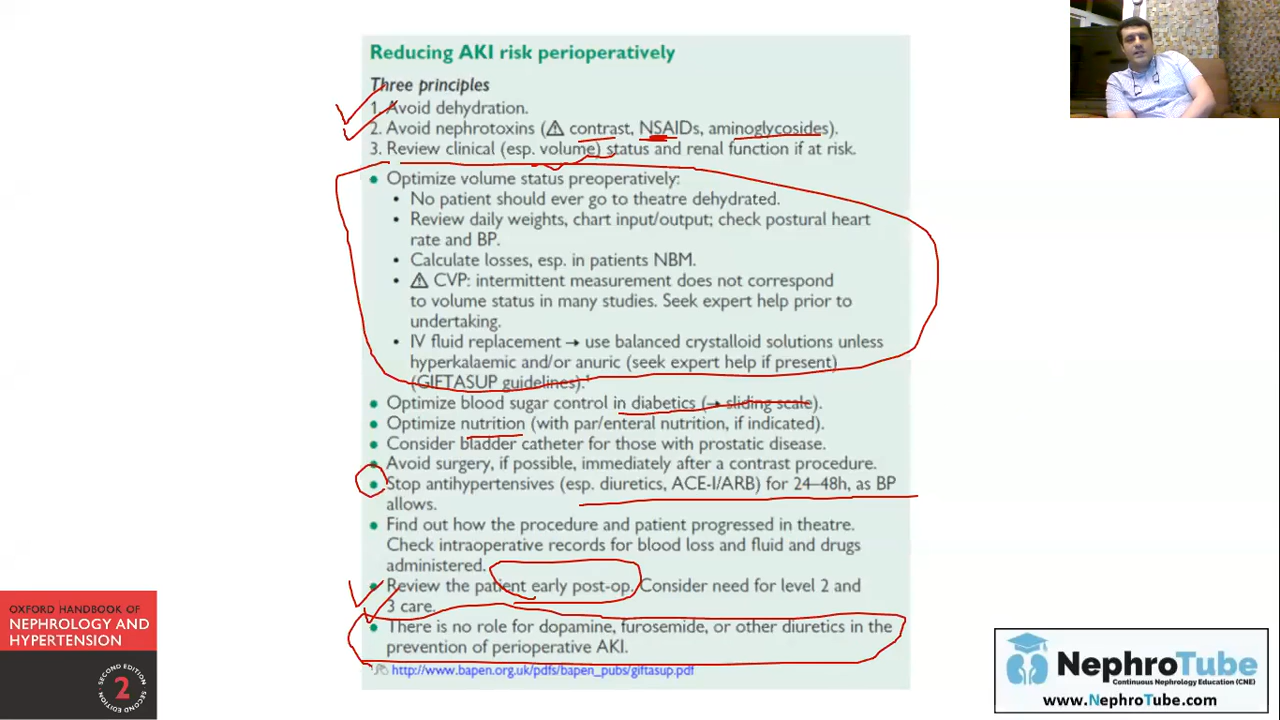 Reducing AKI risk perioperatively
Three principles
1. Avoid dehydration.
2. Avoid nephrotoxins (⚠ contrast, NSAIDs, aminoglycosides).
3. Review clinical (esp. volume) status and renal function if at risk.
• Optimize volume status preoperatively:
• No patient should ever go to theatre dehydrated.
• Review daily weights, chart input/output; check postural heart
rate and BP.
• Calculate losses, esp. in patients NBM.
• ⚠ CVP: intermittent measurement does not correspond
to volume status in many studies. Seek expert help prior to
undertaking.
• IV fluid replacement → use balanced crystalloid solutions unless
hyperkalaemic and/or anuric (seek expert help if present)
(GIFTASUP guidelines).¹
• Optimize blood sugar control in diabetics (→ sliding scale).
• Optimize nutrition (with par/enteral nutrition, if indicated).
• Consider bladder catheter for those with prostatic disease.
• Avoid surgery, if possible, immediately after a contrast procedure.
• Stop antihypertensives (esp. diuretics, ACE-I/ARB) for 24–48h, as BP
allows.
• Find out how the procedure and patient progressed in theatre.
Check intraoperative records for blood loss and fluid and drugs
administered.
• Review the patient early post-op. Consider need for level 2 and
3 care.
• There is no role for dopamine, furosemide, or other diuretics in the
prevention of perioperative AKI.
http://www.bapen.org.uk/pdfs/bapen_pubs/giftasup.pdf
OXFORD HANDBOOK OF
NEPHROLOGY AND
HYPERTENSION
SECOND EDITION · SECOND EDITION ·
2
NephroTube
Continuous Nephrology Education (CNE)
www.NephroTube.com